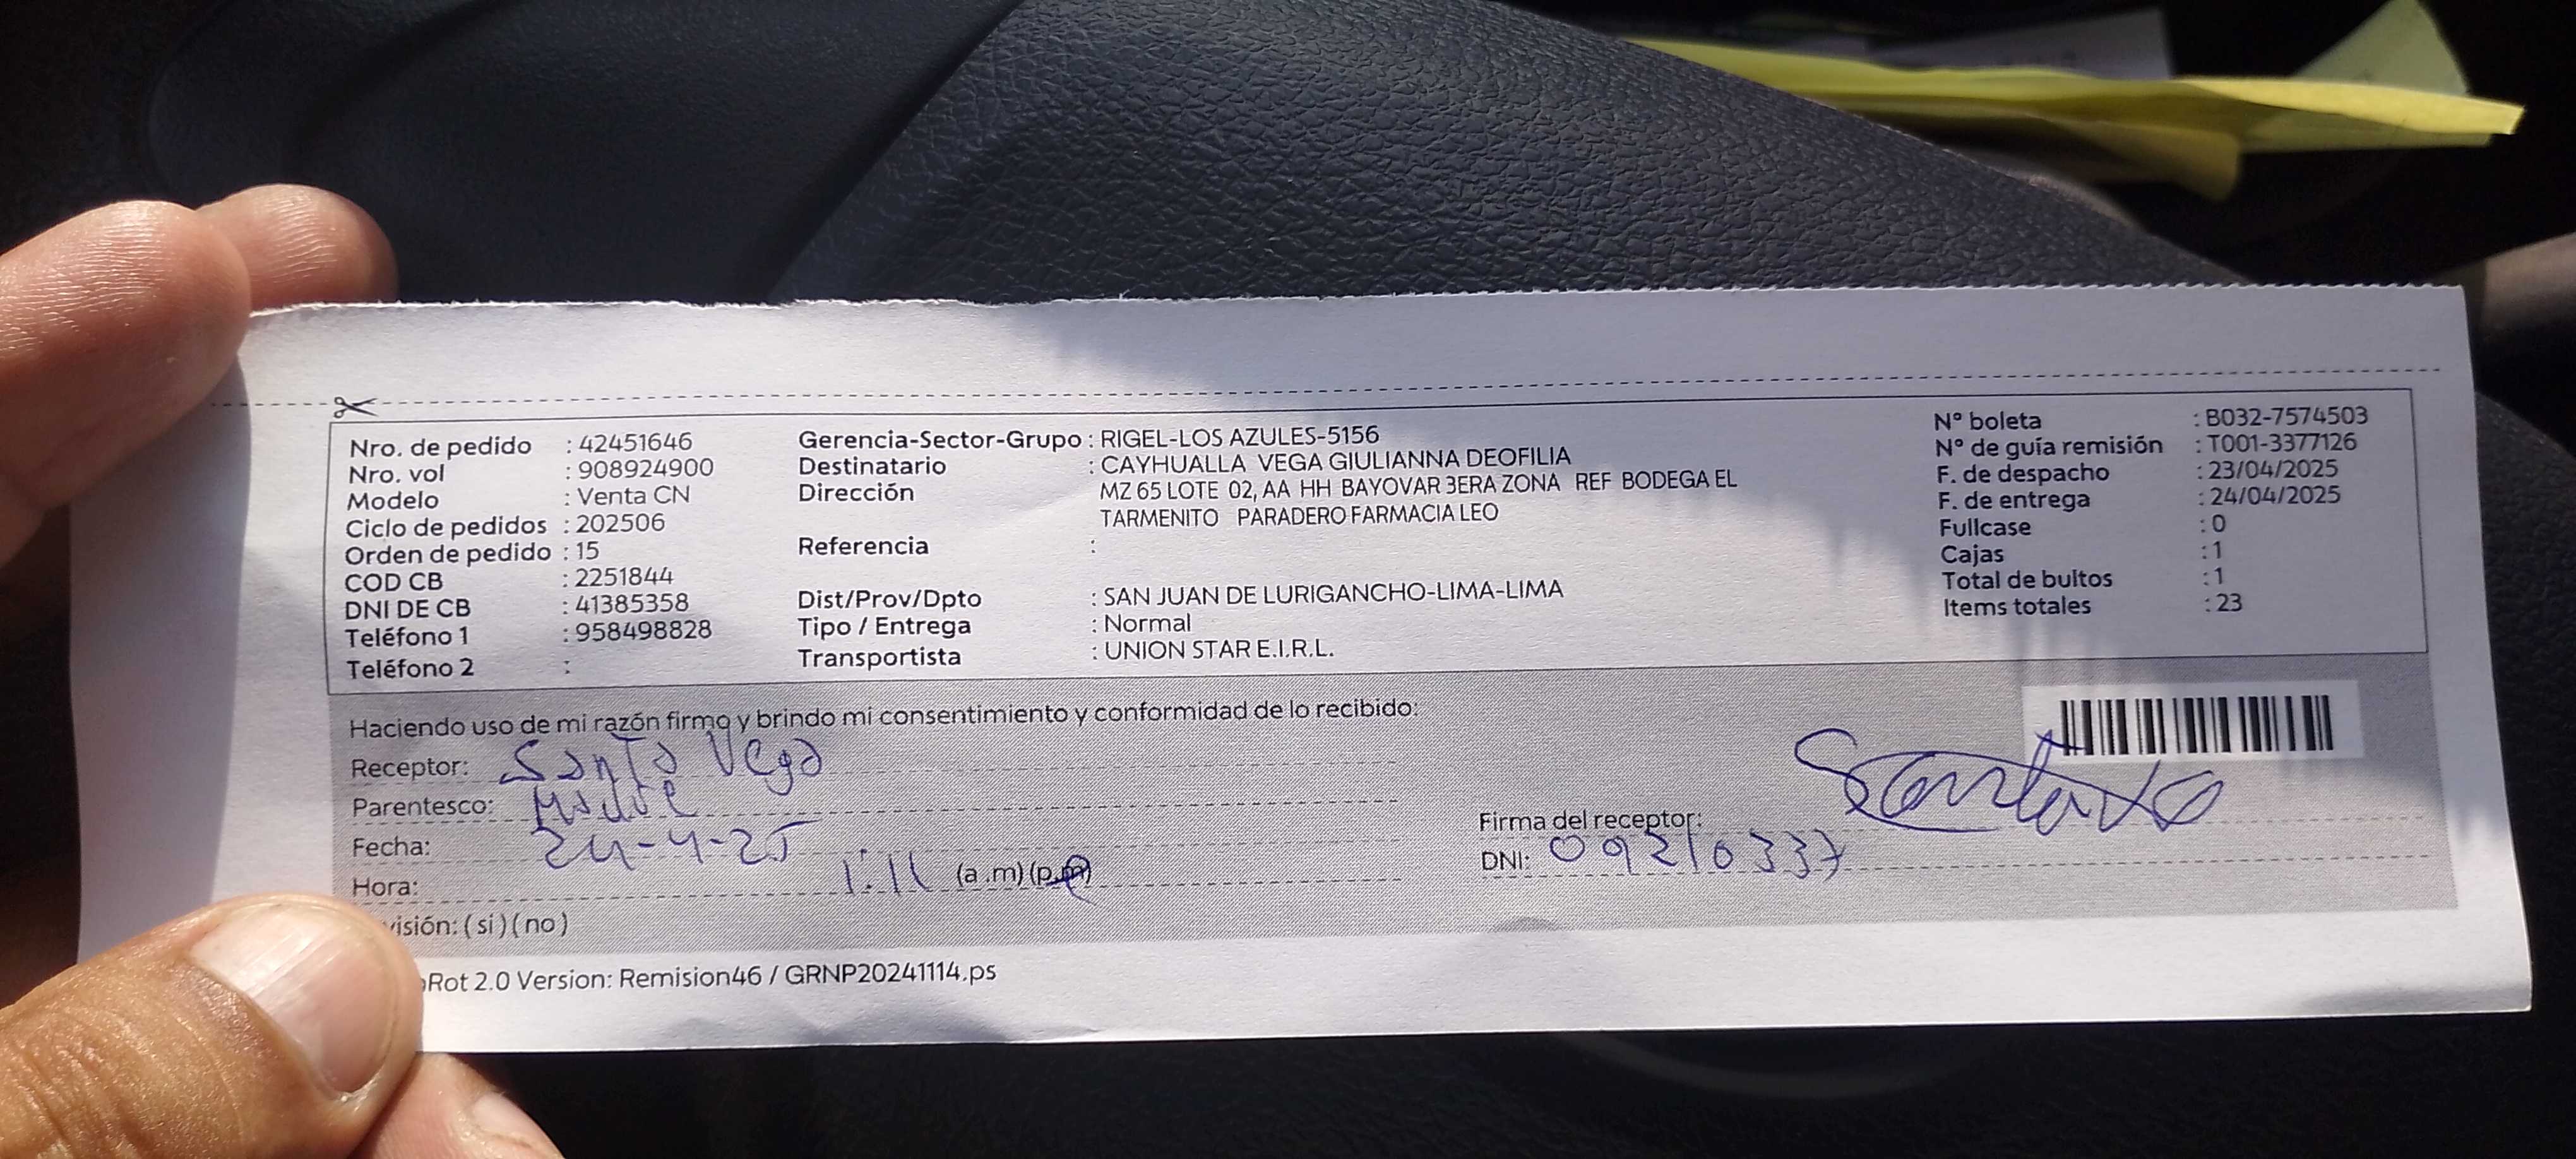 Nro. de pedido : 42451646
Nro. vol : 908924900
Modelo : Venta CN
Ciclo de pedidos : 202506
Orden de pedido : 15
COD CB : 2251844
DNI DE CB : 41385358
Teléfono 1 : 958498828
Teléfono 2 :
Gerencia-Sector-Grupo : RIGEL-LOS AZULES-5156
Destinatario : CAYHUALLA VEGA GIULIANNA DEOFILIA
Dirección MZ 65 LOTE 02, AA HH BAYOVAR 3ERA ZONA REF BODEGA EL
TARMENITO PARADERO FARMACIA LEO
Referencia :
Dist/Prov/Dpto : SAN JUAN DE LURIGANCHO-LIMA-LIMA
Tipo / Entrega : Normal
Transportista : UNION STAR E.I.R.L.
N° boleta : B032-7574503
N° de guía remisión : T001-3377126
F. de despacho : 23/04/2025
F. de entrega : 24/04/2025
Fullcase : 0
Cajas : 1
Total de bultos : 1
Items totales : 23
Haciendo uso de mi razón firmo y brindo mi consentimiento y conformidad de lo recibido:
Receptor: Santa Vega
Parentesco: Madre
Fecha: 24-4-25
Hora: 1:11 (a.m) (p.m)
visión: (si) (no)
Firma del receptor:
DNI: 09210337
Rot 2.0 Version: Remision46 / GRNP20241114.ps